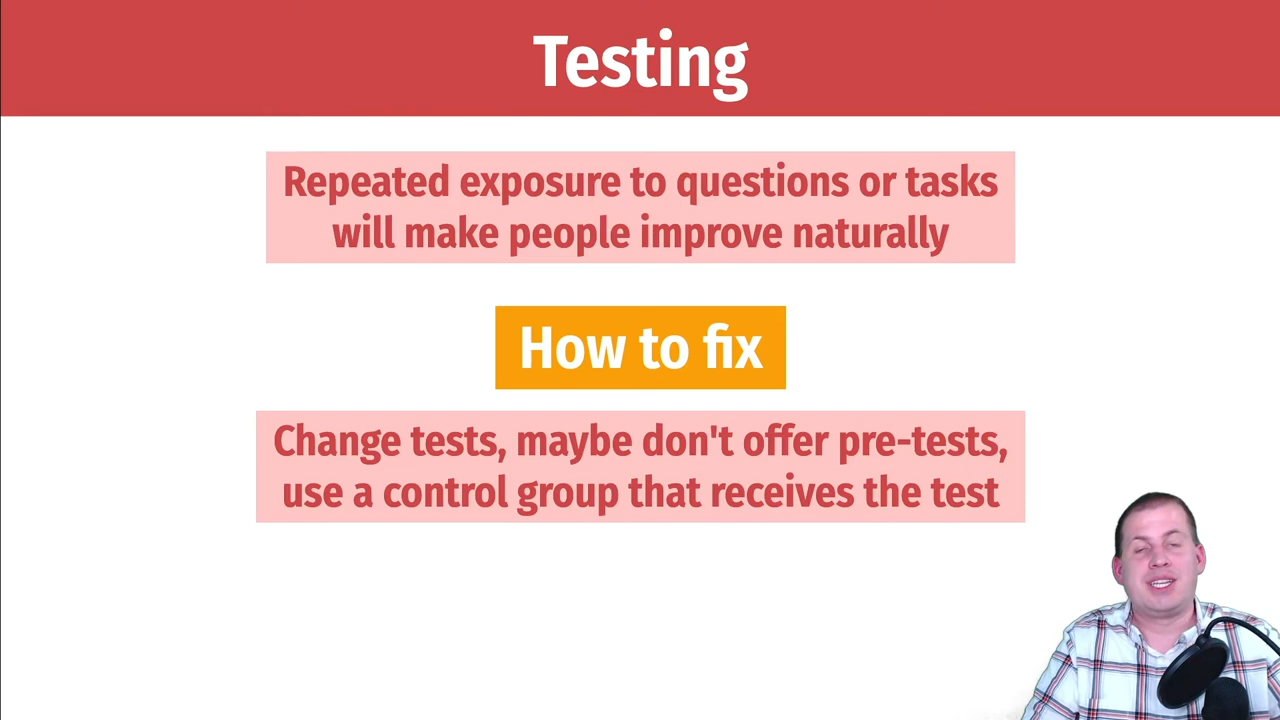 Testing
Repeated exposure to questions or tasks
will make people improve naturally
How to fix
Change tests, maybe don't offer pre-tests,
use a control group that receives the test